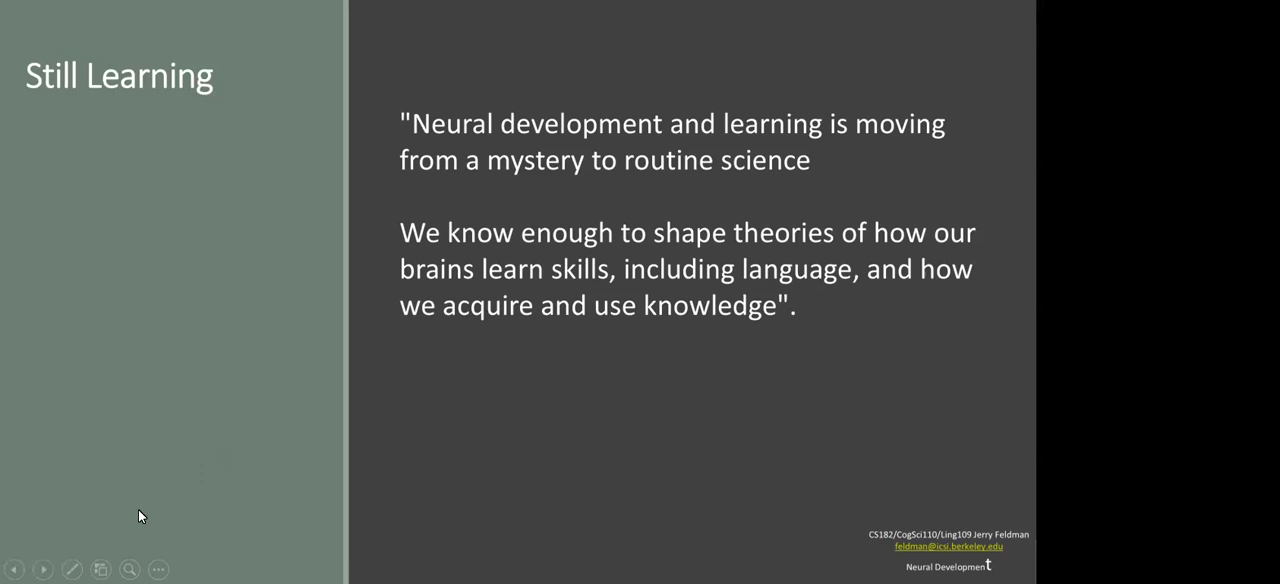 Still Learning
"Neural development and learning is moving
from a mystery to routine science
We know enough to shape theories of how our
brains learn skills, including language, and how
we acquire and use knowledge".
CS182/CogSci110/Ling109 Jerry Feldman
feldman@icsi.berkeley.edu
Neural Development